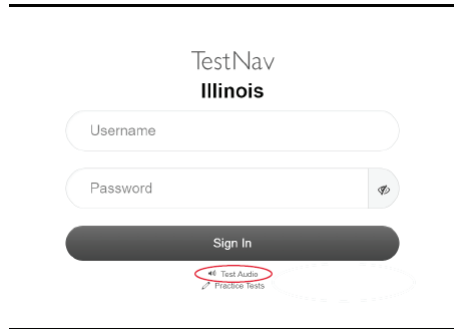 TestNav
Illinois
Username
Password
Sign In
Test Audio
Practice Tests